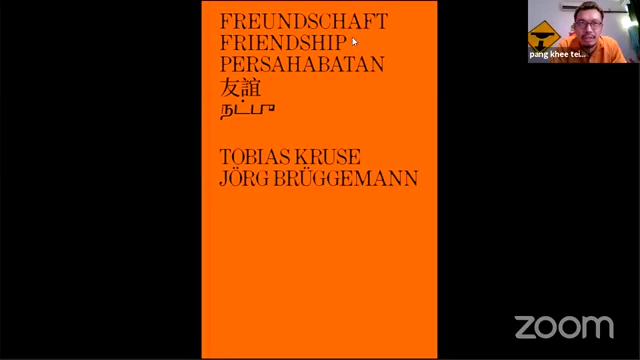 FREUNDSCHAFT
FRIENDSHIP
PERSAHABATAN
友誼
நட்பு
TOBIAS KRUSE
JÖRG BRÜGGEMANN
pang khee tei...
zoom